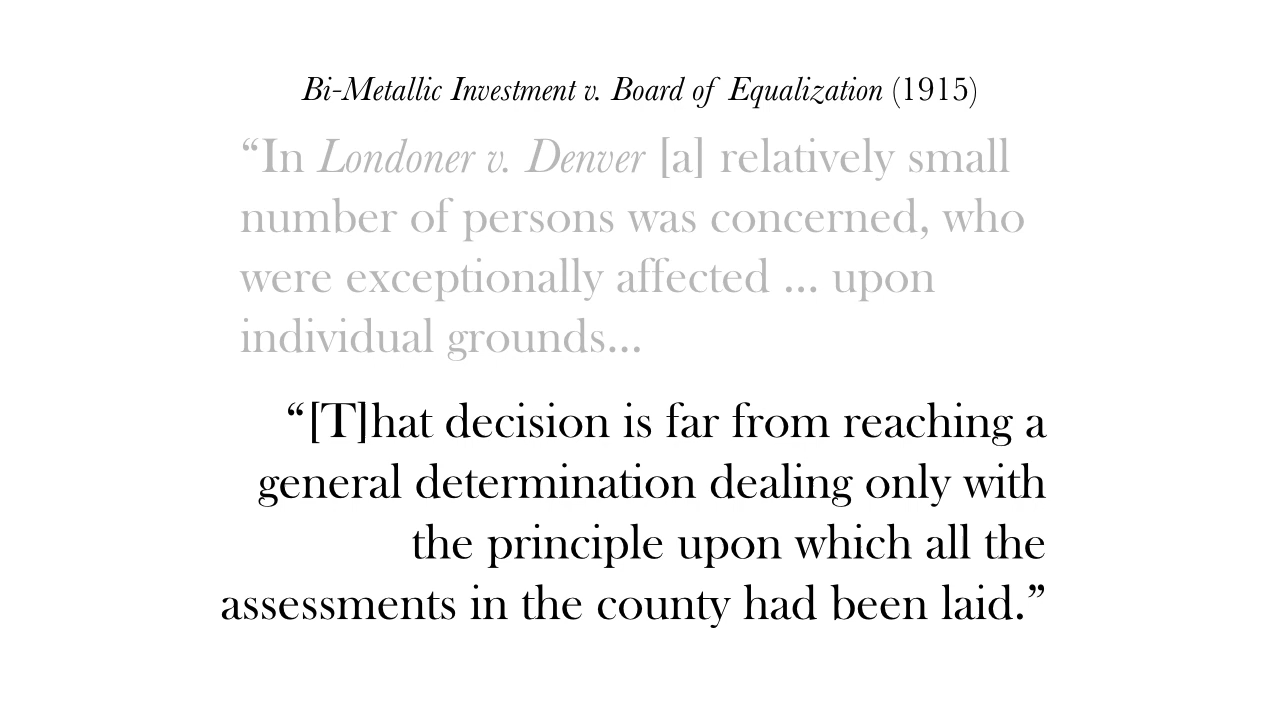 Bi-Metallic Investment v. Board of Equalization (1915)
“In Londoner v. Denver [a] relatively small
number of persons was concerned, who
were exceptionally affected ... upon
individual grounds...
“[T]hat decision is far from reaching a
general determination dealing only with
the principle upon which all the
assessments in the county had been laid.”